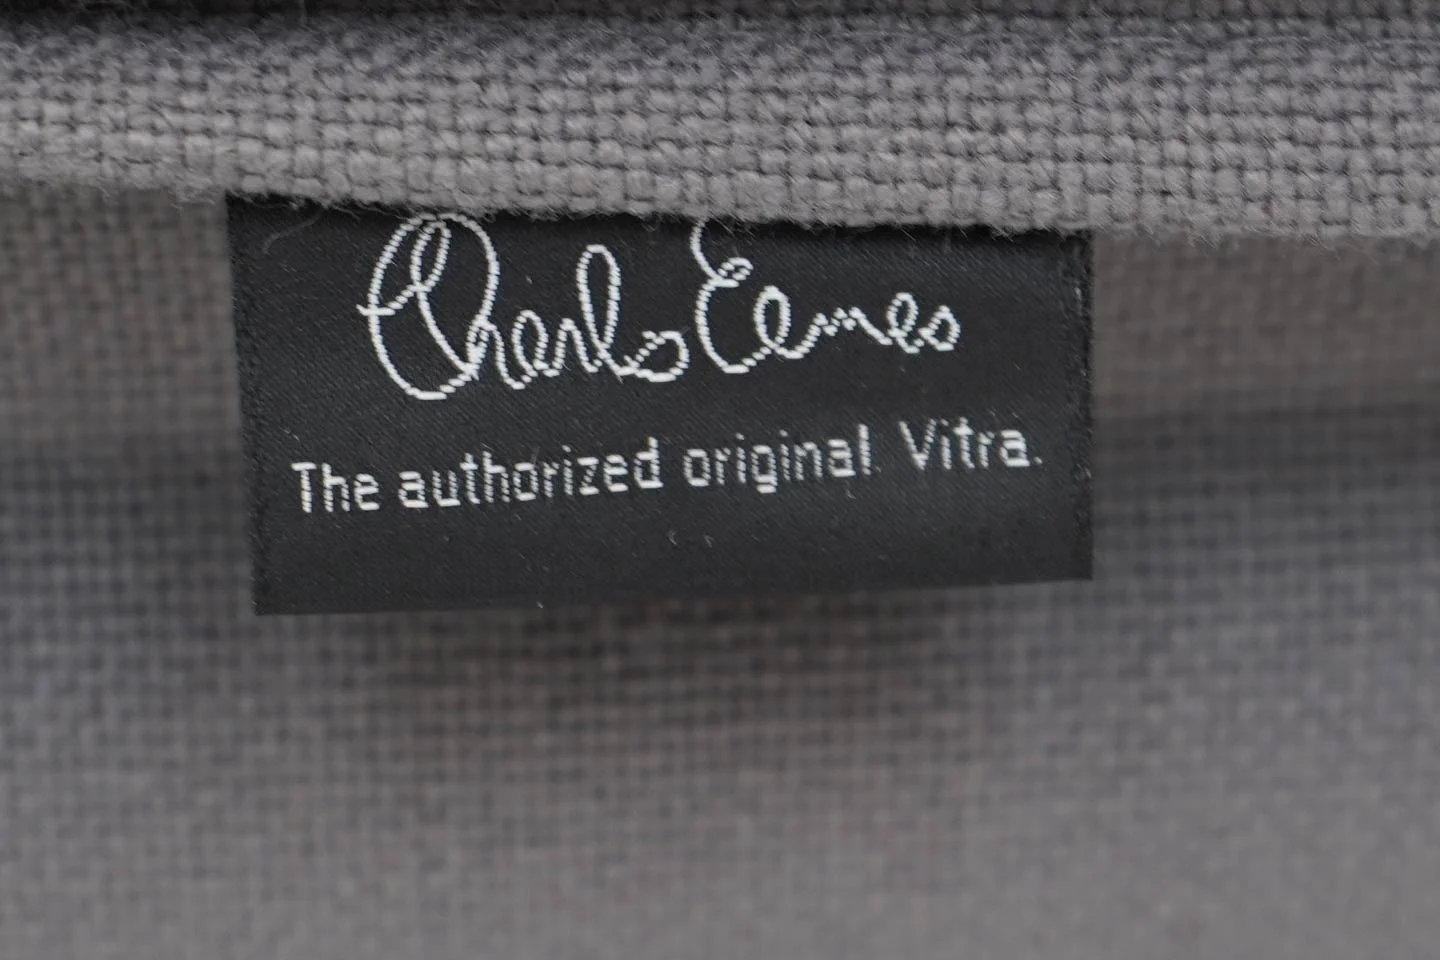 Charles Eames
The authorized original. Vitra.